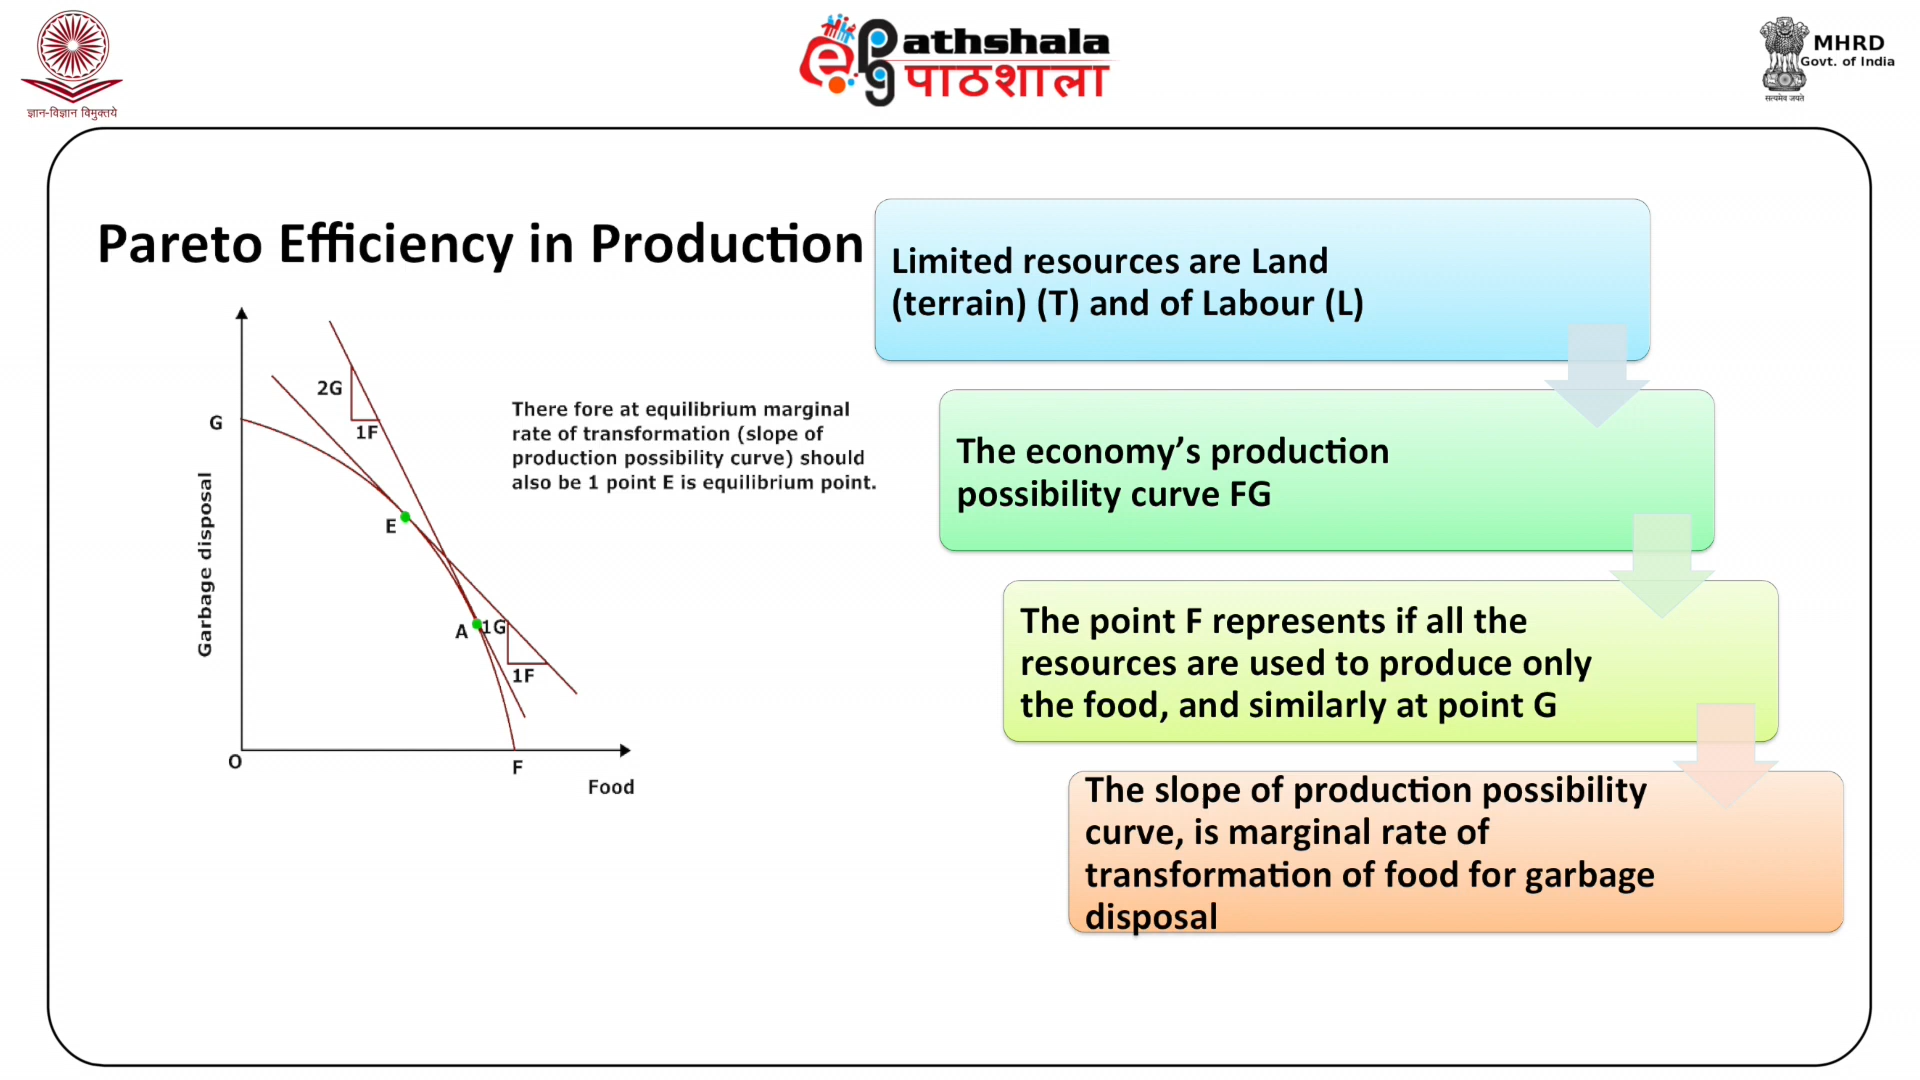 ज्ञान-विज्ञान विमुक्तये
ePG Pathshala
पाठशाला
MHRD
Govt. of India
सत्यमेव जयते
Pareto Efficiency in Production
Limited resources are Land
(terrain) (T) and of Labour (L)
The economy’s production
possibility curve FG
The point F represents if all the
resources are used to produce only
the food, and similarly at point G
The slope of production possibility
curve, is marginal rate of
transformation of food for garbage
disposal
There fore at equilibrium marginal
rate of transformation (slope of
production possibility curve) should
also be 1 point E is equilibrium point.
2G
1F
G
Garbage disposal
E
A
1G
1F
O
F
Food